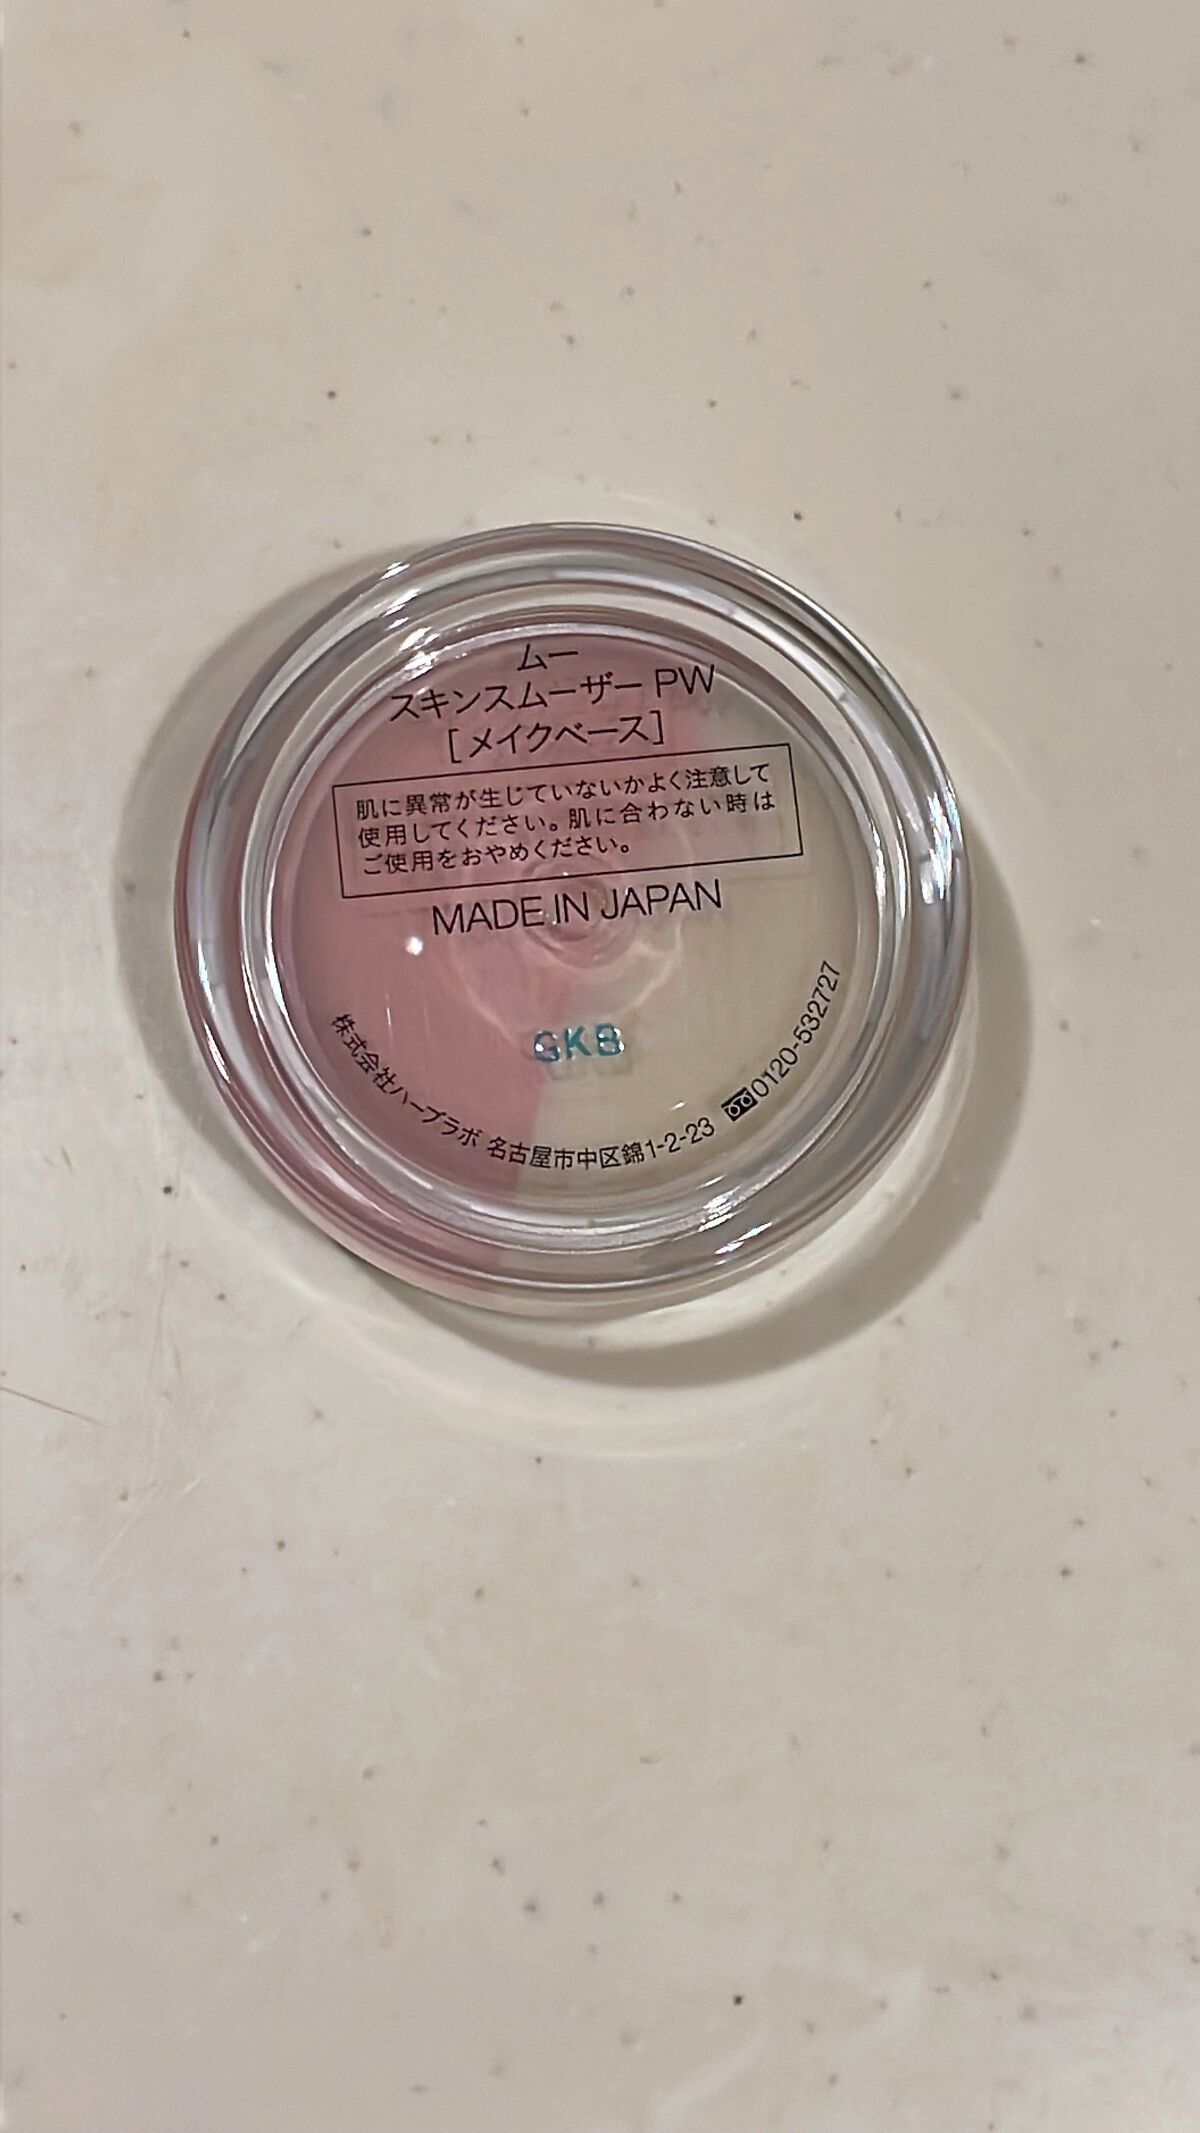 ムー
スキンスムーザー PW
[メイクベース]
肌に異常が生じていないかよく注意して
使用してください。肌に合わない時は
ご使用をおやめください。
MADE IN JAPAN
GKB
株式会社ハーブラボ 名古屋市中区錦1-2-23 0120-532727